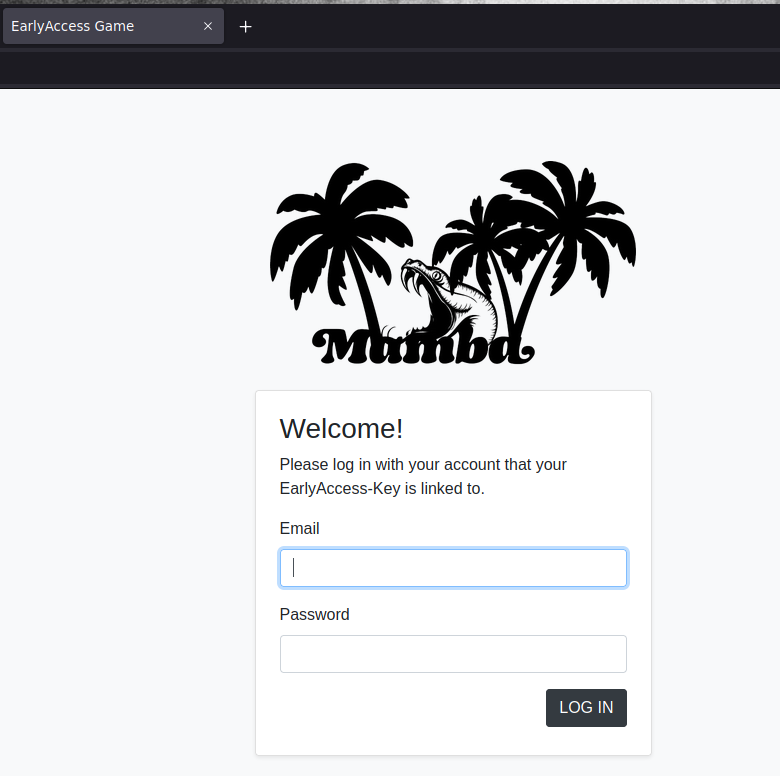 EarlyAccess Game
Mamba
Welcome!
Please log in with your account that your
EarlyAccess-Key is linked to.
Email
Password
LOG IN